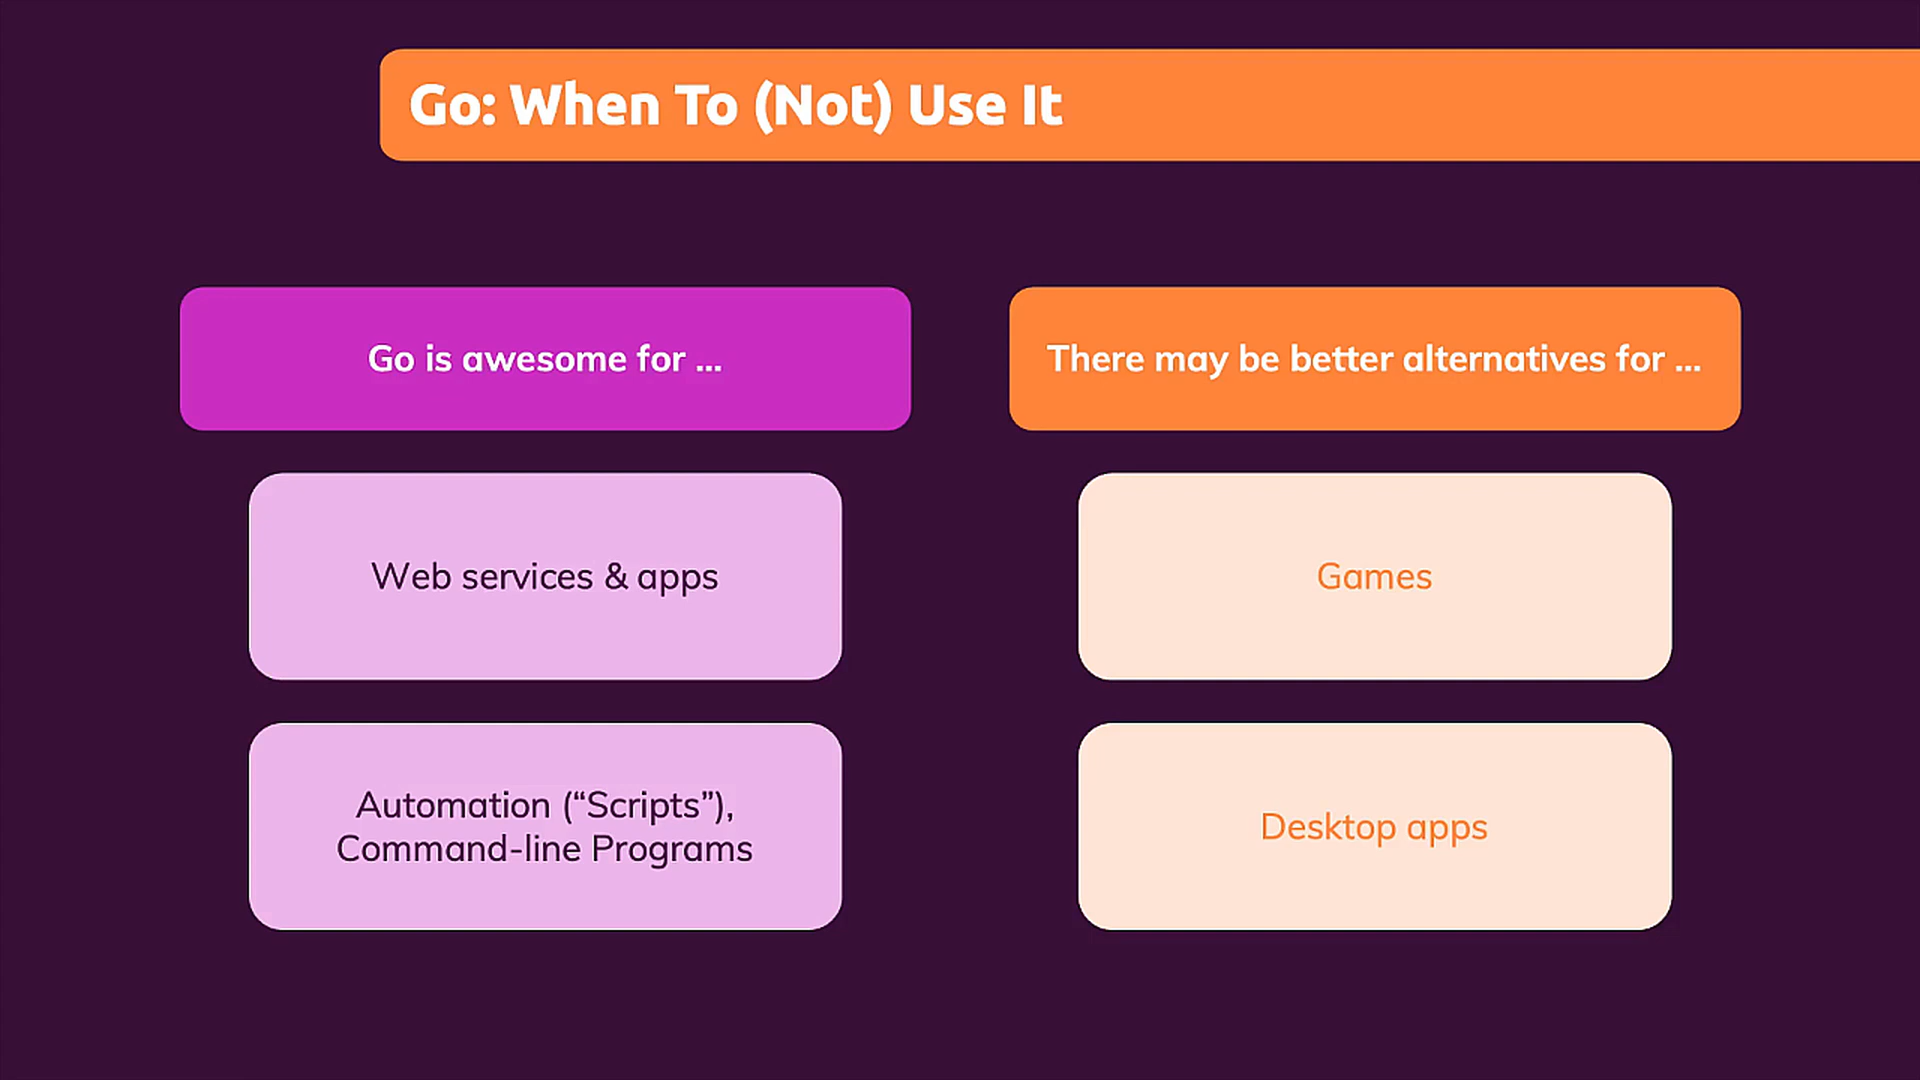 Go: When To (Not) Use It
Go is awesome for ...
Web services & apps
Automation (“Scripts”),
Command-line Programs
There may be better alternatives for ...
Games
Desktop apps